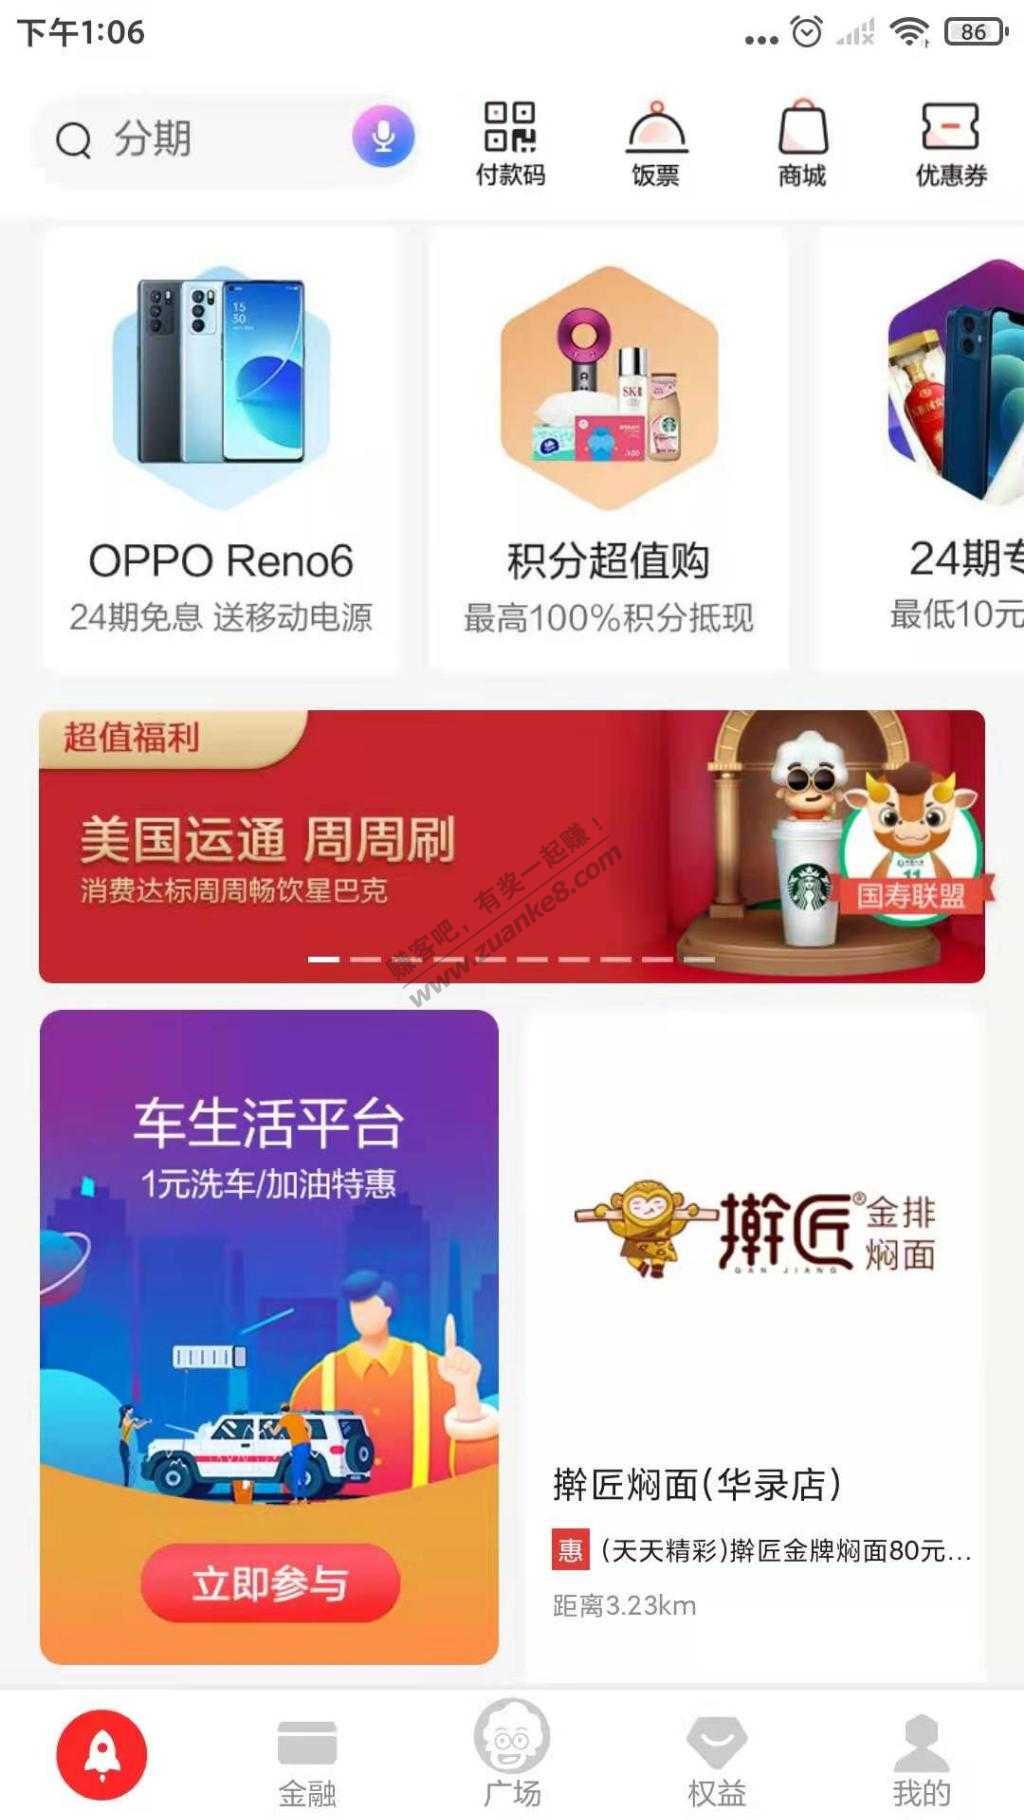 下午1:06
86
分期
付款码
饭票
商城
优惠券
15
30
SK-II
OPPO Reno6
24期免息 送移动电源
积分超值购
最高100%积分抵现
24期专
最低10元
超值福利
美国运通 周周刷
消费达标周周畅饮星巴克
国寿联盟
赚客吧，有奖一起赚！
www.zuanke8.com
车生活平台
1元洗车/加油特惠
立即参与
擀匠®金排
焖面
GAN JIANG
擀匠焖面(华录店)
惠 (天天精彩)擀匠金牌焖面80元...
距离3.23km
金融
广场
权益
我的